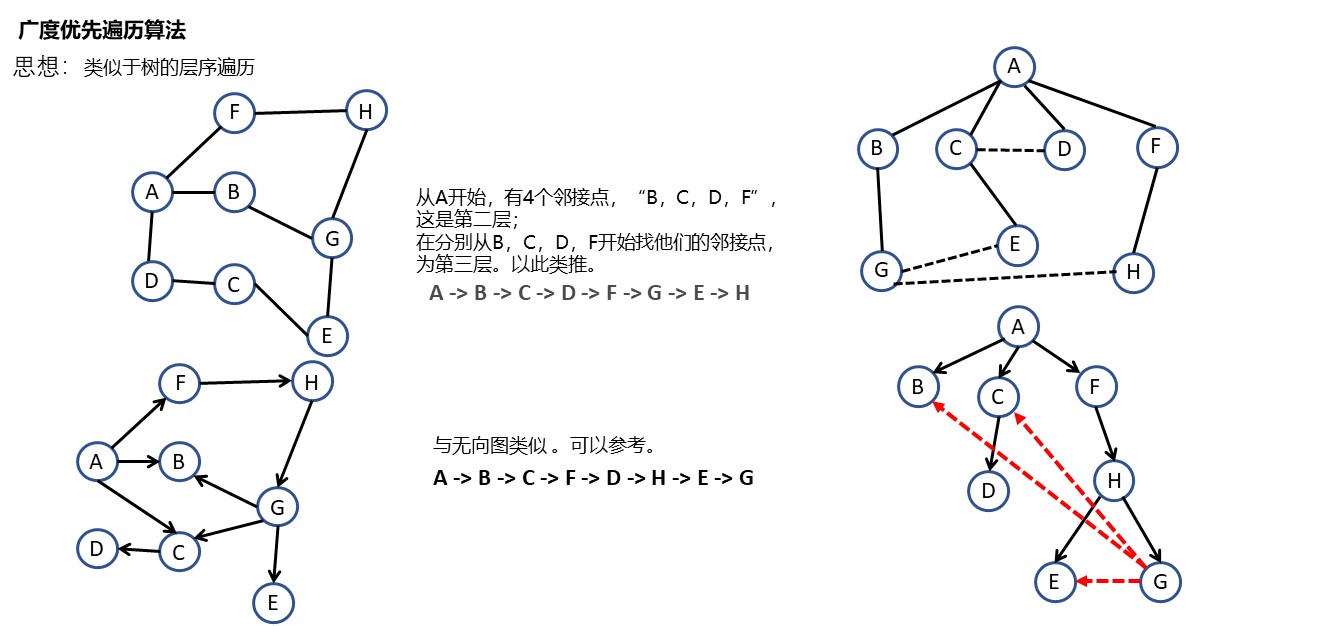 广度优先遍历算法
思想： 类似于树的层序遍历
F
H
A
B
G
D
C
E
从A开始，有4个邻接点， “B，C，D，F”，
这是第二层；
在分别从B，C，D，F开始找他们的邻接点，
为第三层。以此类推。
A -> B -> C -> D -> F -> G -> E -> H
A
B
C
D
F
G
E
H
F
H
A
B
G
D
C
E
与无向图类似 。可以参考。
A -> B -> C -> F -> D -> H -> E -> G
A
B
C
F
D
H
E
G